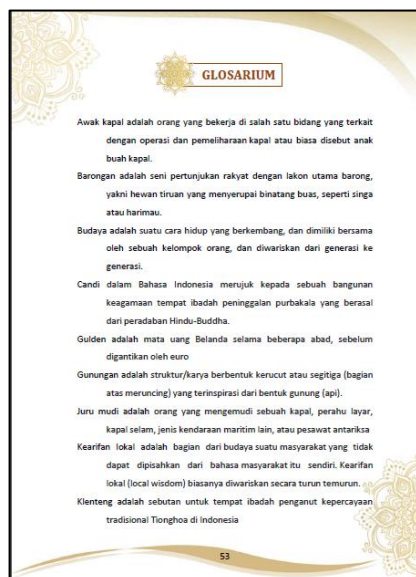 GLOSARIUM
Awak kapal adalah orang yang bekerja di salah satu bidang yang terkait
dengan operasi dan pemeliharaan kapal atau biasa disebut anak
buah kapal.
Barongan adalah seni pertunjukan rakyat dengan lakon utama barong,
yakni hewan tiruan yang menyerupai binatang buas, seperti singa
atau harimau.
Budaya adalah suatu cara hidup yang berkembang, dan dimiliki bersama
oleh sebuah kelompok orang, dan diwariskan dari generasi ke
generasi.
Candi dalam Bahasa Indonesia merujuk kepada sebuah bangunan
keagamaan tempat ibadah peninggalan purbakala yang berasal
dari peradaban Hindu-Buddha.
Gulden adalah mata uang Belanda selama beberapa abad, sebelum
digantikan oleh euro
Gunungan adalah struktur/karya berbentuk kerucut atau segitiga (bagian
atas meruncing) yang terinspirasi dari bentuk gunung (api).
Juru mudi adalah orang yang mengemudi sebuah kapal, perahu layar,
kapal selam, jenis kendaraan maritim lain, atau pesawat antariksa
Kearifan lokal adalah bagian dari budaya suatu masyarakat yang tidak
dapat dipisahkan dari bahasa masyarakat itu sendiri. Kearifan
lokal (local wisdom) biasanya diwariskan secara turun temurun.
Klenteng adalah sebutan untuk tempat ibadah penganut kepercayaan
tradisional Tionghoa di Indonesia
53